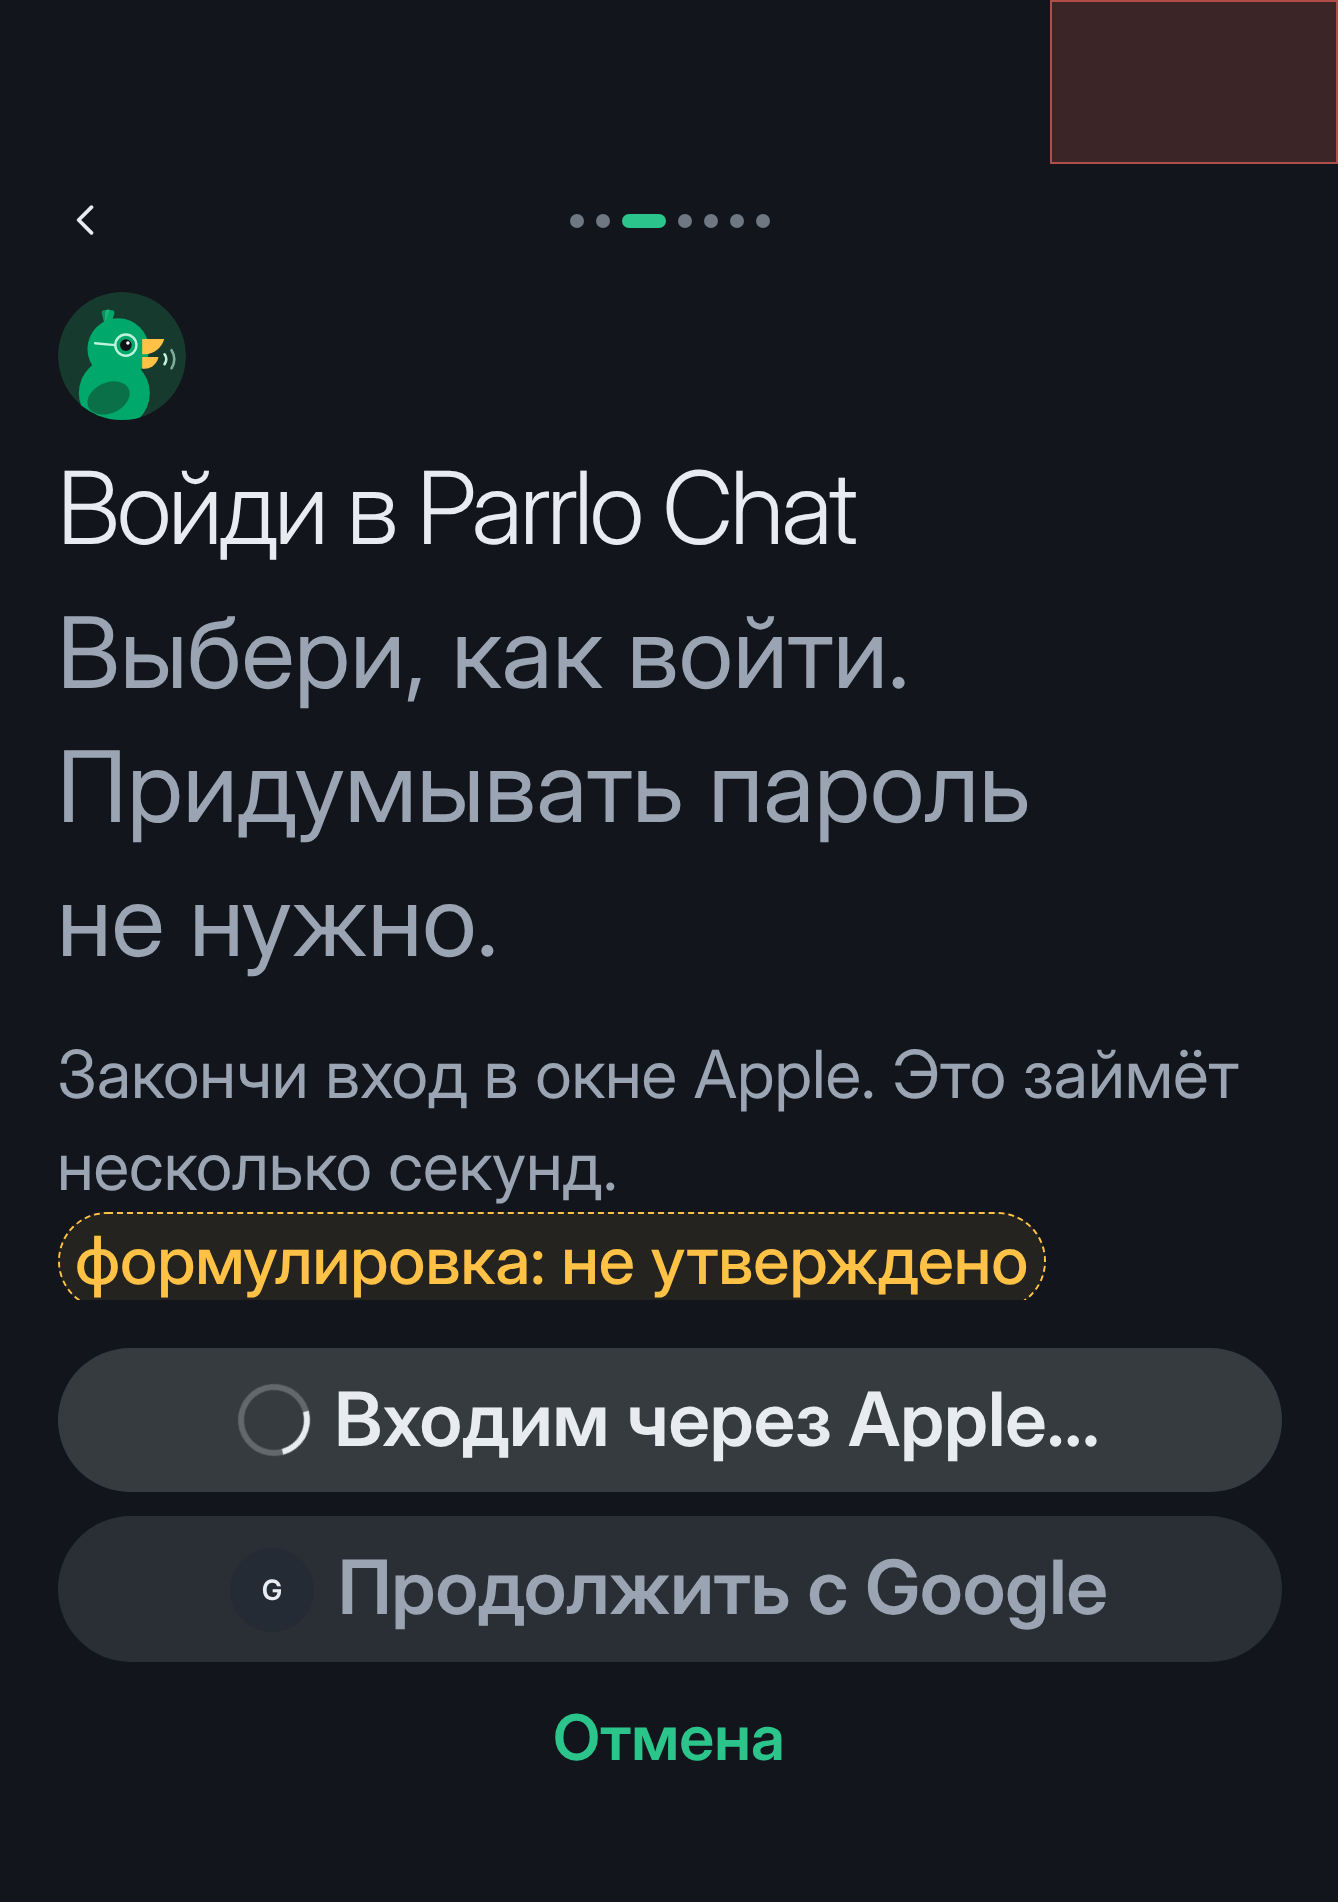 Войди в Parrlo Chat
Выбери, как войти.
Придумывать пароль
не нужно.
Закончи вход в окне Apple. Это займёт
несколько секунд.
формулировка: не утверждено
Входим через Apple…
G Продолжить с Google
Отмена